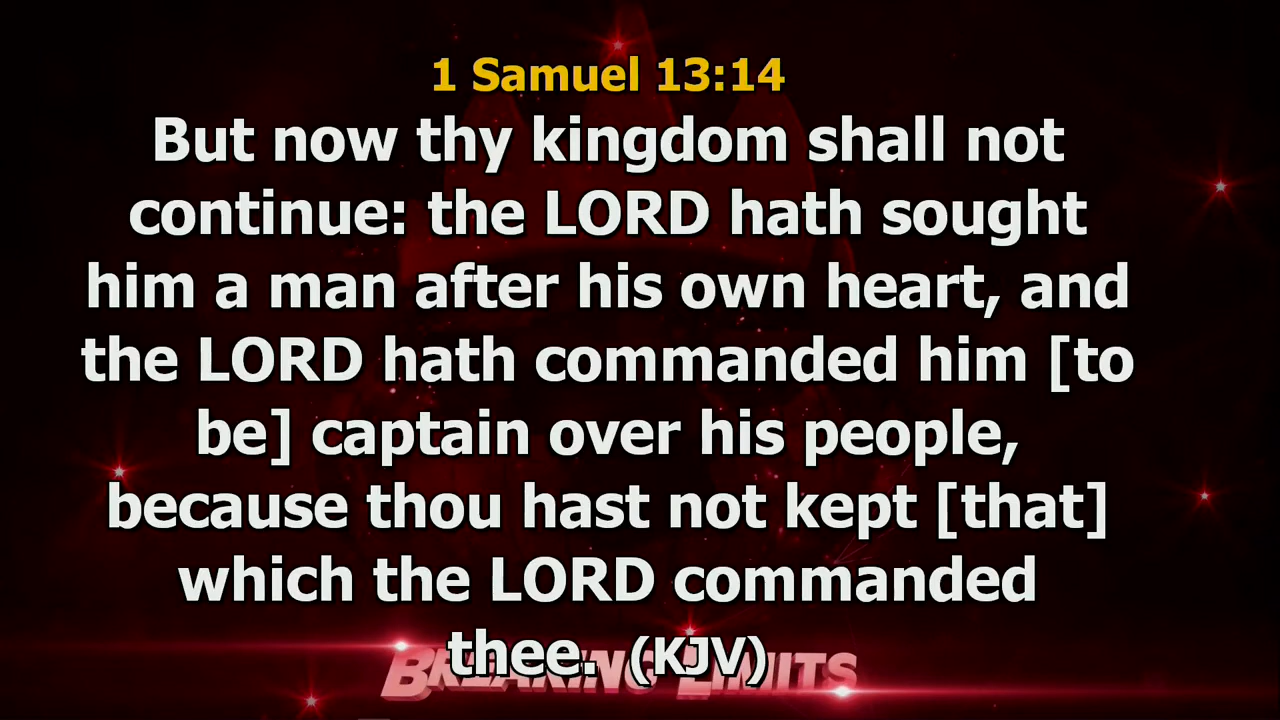 1 Samuel 13:14
But now thy kingdom shall not
continue: the LORD hath sought
him a man after his own heart, and
the LORD hath commanded him [to
be] captain over his people,
because thou hast not kept [that]
which the LORD commanded
thee. (KJV)
BREAKING LIMITS